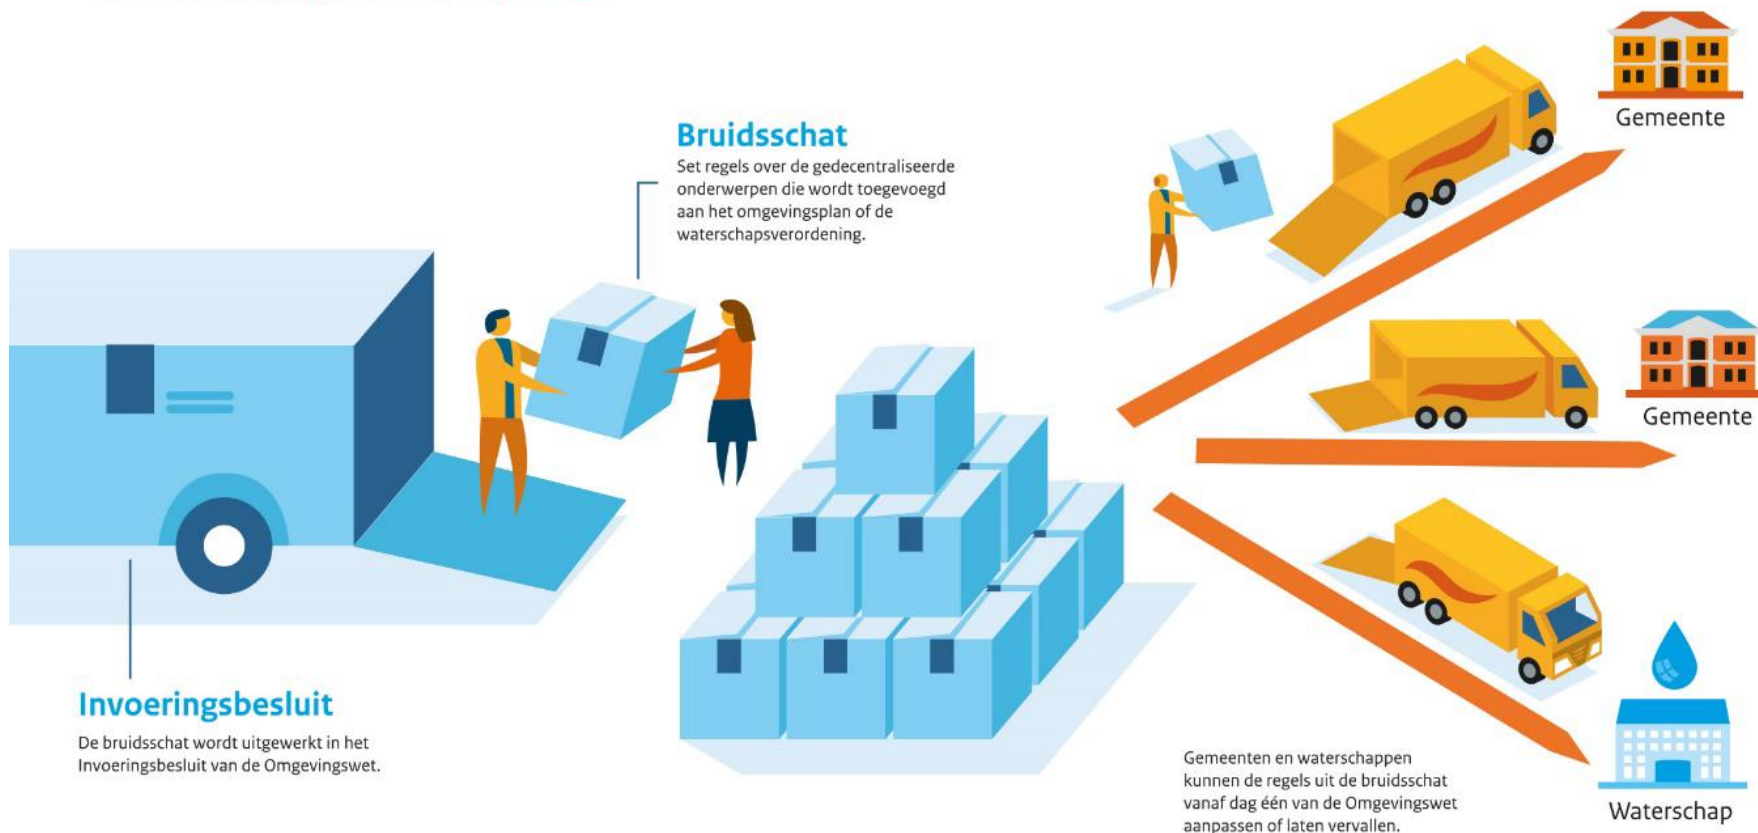 Bruidsschat
Set regels over de gedecentraliseerde
onderwerpen die wordt toegevoegd
aan het omgevingsplan of de
waterschapsverordening.
Gemeente
Gemeente
Invoeringsbesluit
De bruidsschat wordt uitgewerkt in het
Invoeringsbesluit van de Omgevingswet.
Gemeenten en waterschappen
kunnen de regels uit de bruidsschat
vanaf dag één van de Omgevingswet
aanpassen of laten vervallen.
Waterschap